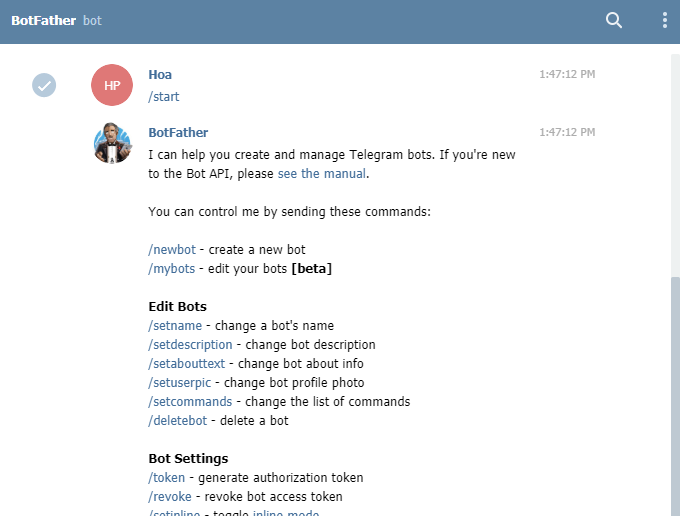 BotFather bot
Hoa 1:47:12 PM
HP
/start
BotFather 1:47:12 PM
I can help you create and manage Telegram bots. If you're new
to the Bot API, please see the manual.
You can control me by sending these commands:
/newbot - create a new bot
/mybots - edit your bots [beta]
Edit Bots
/setname - change a bot's name
/setdescription - change bot description
/setabouttext - change bot about info
/setuserpic - change bot profile photo
/setcommands - change the list of commands
/deletebot - delete a bot
Bot Settings
/token - generate authorization token
/revoke - revoke bot access token
/setinline - toggle inline mode